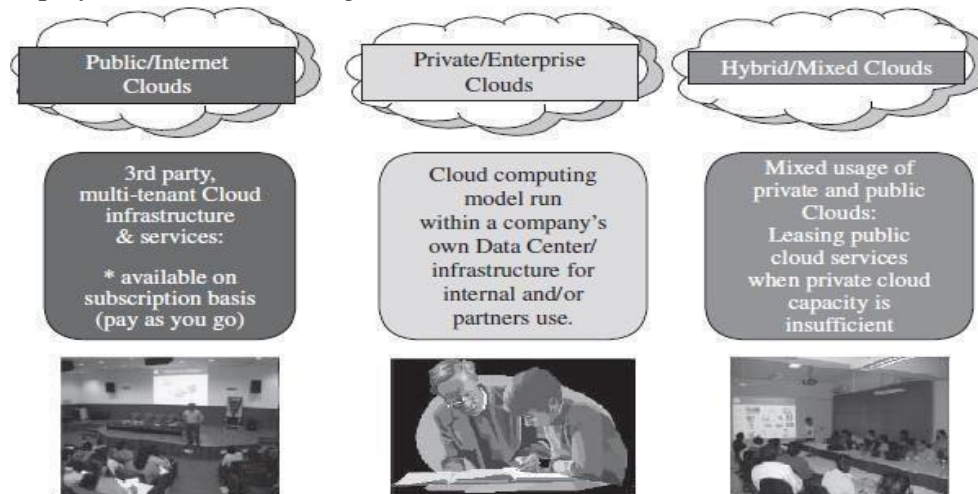 Public/Internet
Clouds
Private/Enterprise
Clouds
Hybrid/Mixed Clouds
3rd party,
multi-tenant Cloud
infrastructure
& services:
* available on
subscription basis
(pay as you go)
Cloud computing
model run
within a company’s
own Data Center/
infrastructure for
internal and/or
partners use.
Mixed usage of
private and public
Clouds:
Leasing public
cloud services
when private cloud
capacity is
insufficient